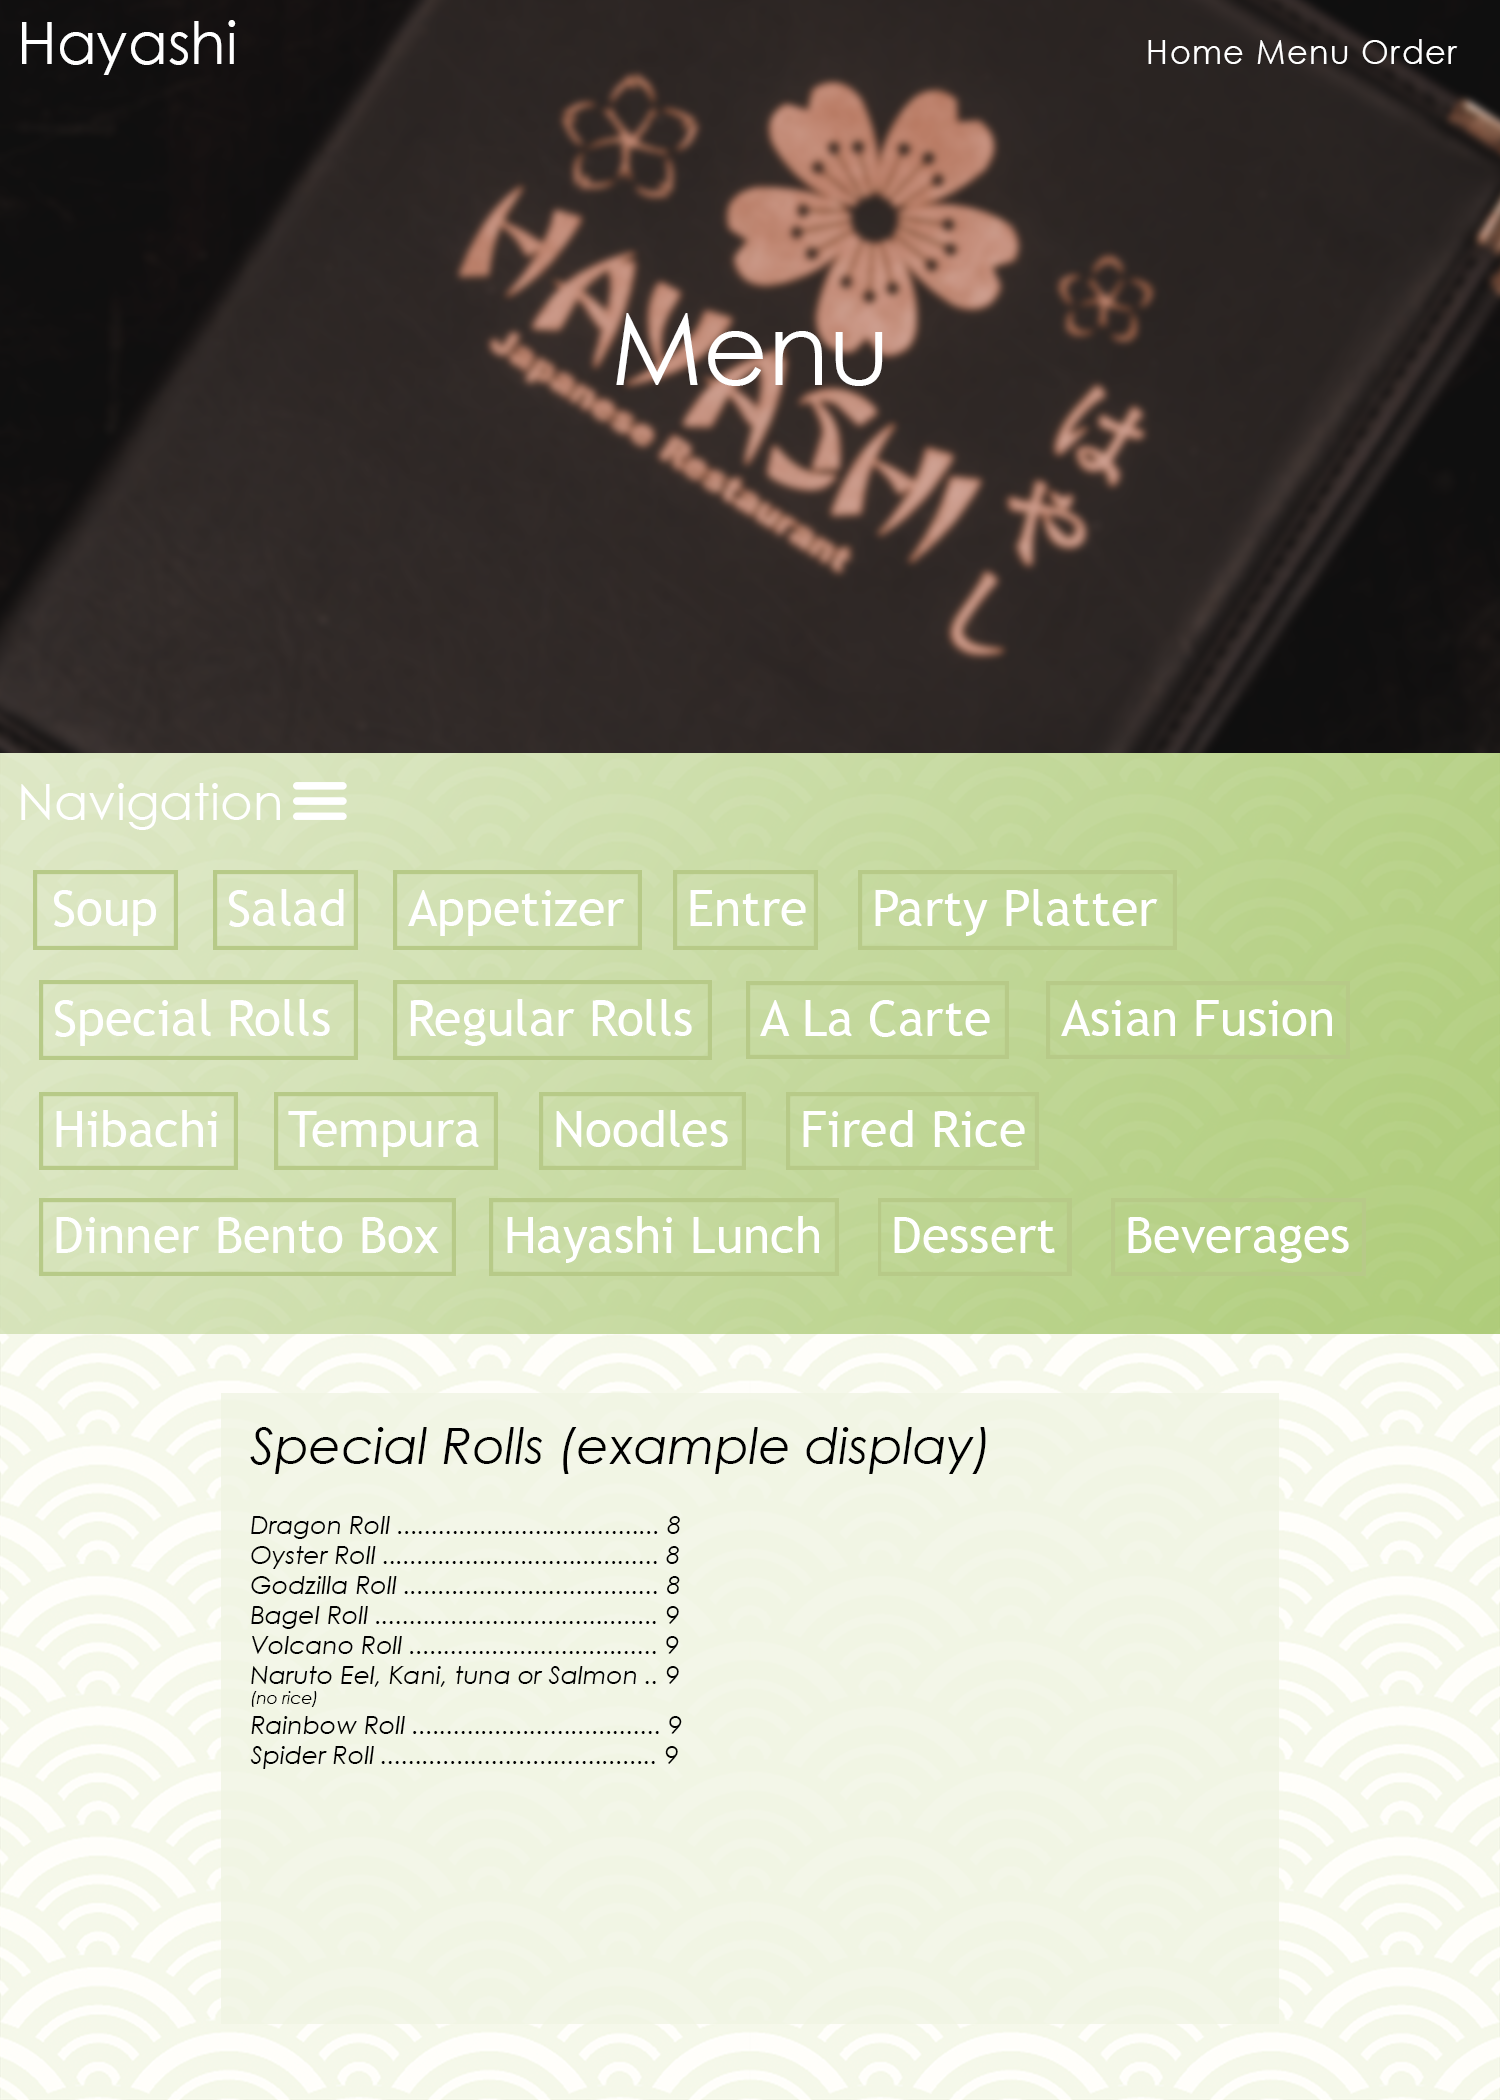 Hayashi
Home Menu Order
HAYASHI
Japanese Restaurant
はやし
Menu
Navigation
Soup Salad Appetizer Entre Party Platter
Special Rolls Regular Rolls A La Carte Asian Fusion
Hibachi Tempura Noodles Fired Rice
Dinner Bento Box Hayashi Lunch Dessert Beverages
Special Rolls (example display)
Dragon Roll ...................................... 8
Oyster Roll ........................................ 8
Godzilla Roll ..................................... 8
Bagel Roll ......................................... 9
Volcano Roll .................................... 9
Naruto Eel, Kani, tuna or Salmon .. 9
(no rice)
Rainbow Roll .................................... 9
Spider Roll ........................................ 9